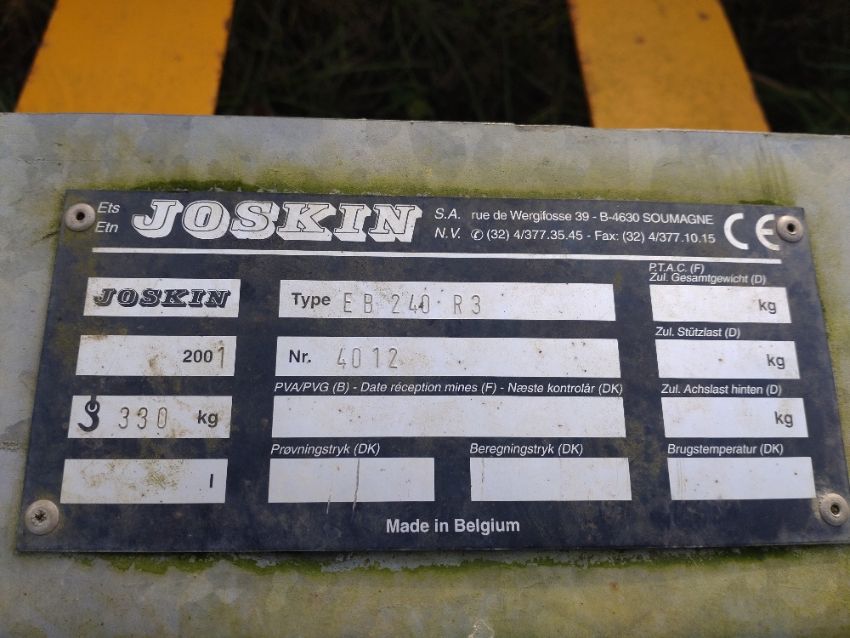 Ets
Etn
JOSKIN
S.A. rue de Wergifosse 39 - B-4630 SOUMAGNE
N.V. ✆ (32) 4/377.35.45 - Fax: (32) 4/377.10.15
CE
JOSKIN
Type EB 240 R3
P.T.A.C. (F)
Zul. Gesamtgewicht (D)
kg
2001
Nr. 4012
Zul. Stützlast (D)
kg
330 kg
PVA/PVG (B) - Date réception mines (F) - Næste kontrolár (DK)
Zul. Achslast hinten (D)
kg
l
Prøvningstryk (DK)
Beregningstryk (DK)
Brugstemperatur (DK)
Made in Belgium